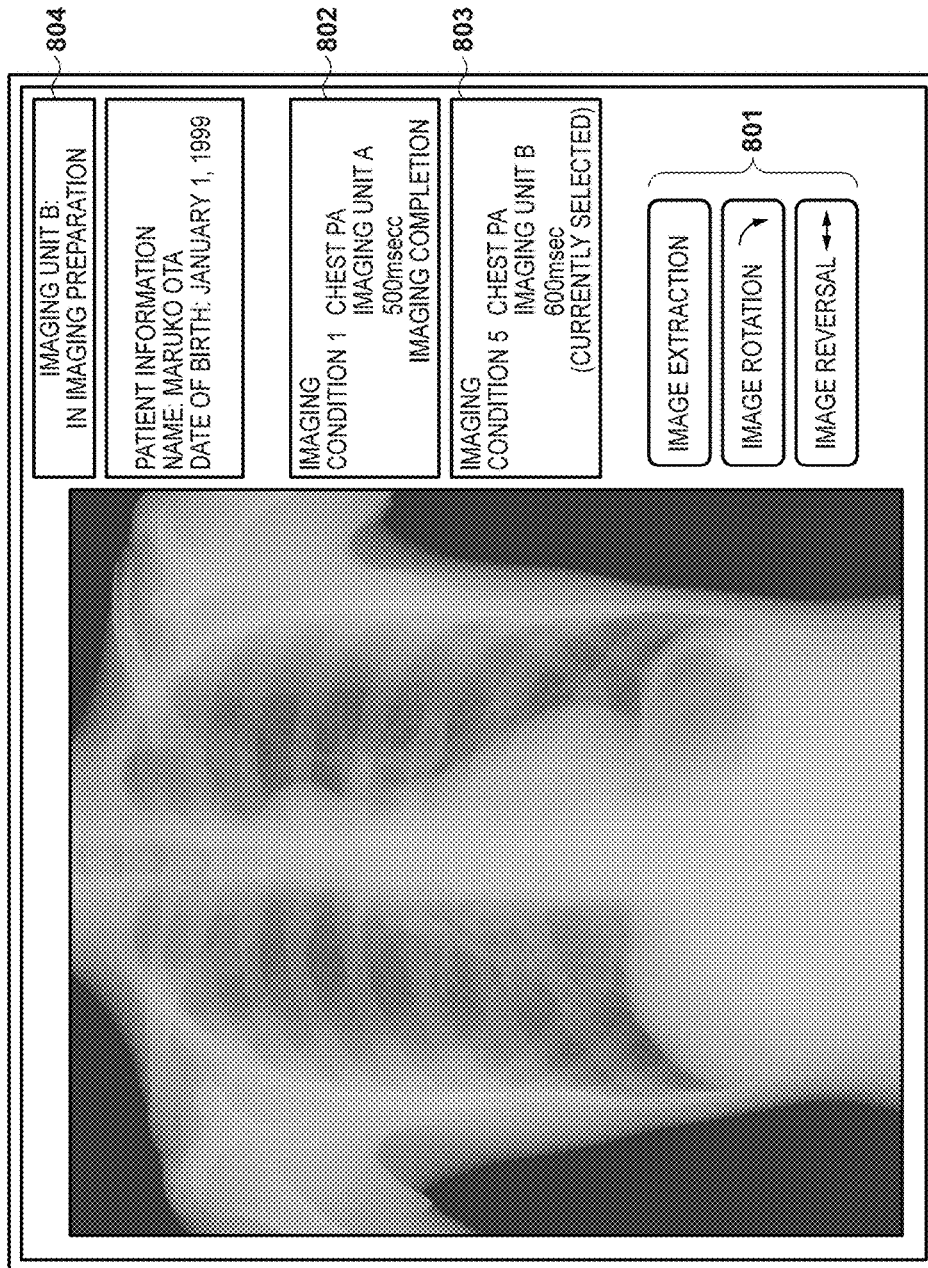 804
IMAGING UNIT B:
IN IMAGING PREPARATION
PATIENT INFORMATION
NAME: MARUKO OTA
DATE OF BIRTH: JANUARY 1, 1999
802
IMAGING
CONDITION 1 CHEST PA
IMAGING UNIT A
500msecc
IMAGING COMPLETION
803
IMAGING
CONDITION 5 CHEST PA
IMAGING UNIT B
600msec
(CURRENTLY SELECTED)
801
IMAGE EXTRACTION
IMAGE ROTATION
IMAGE REVERSAL